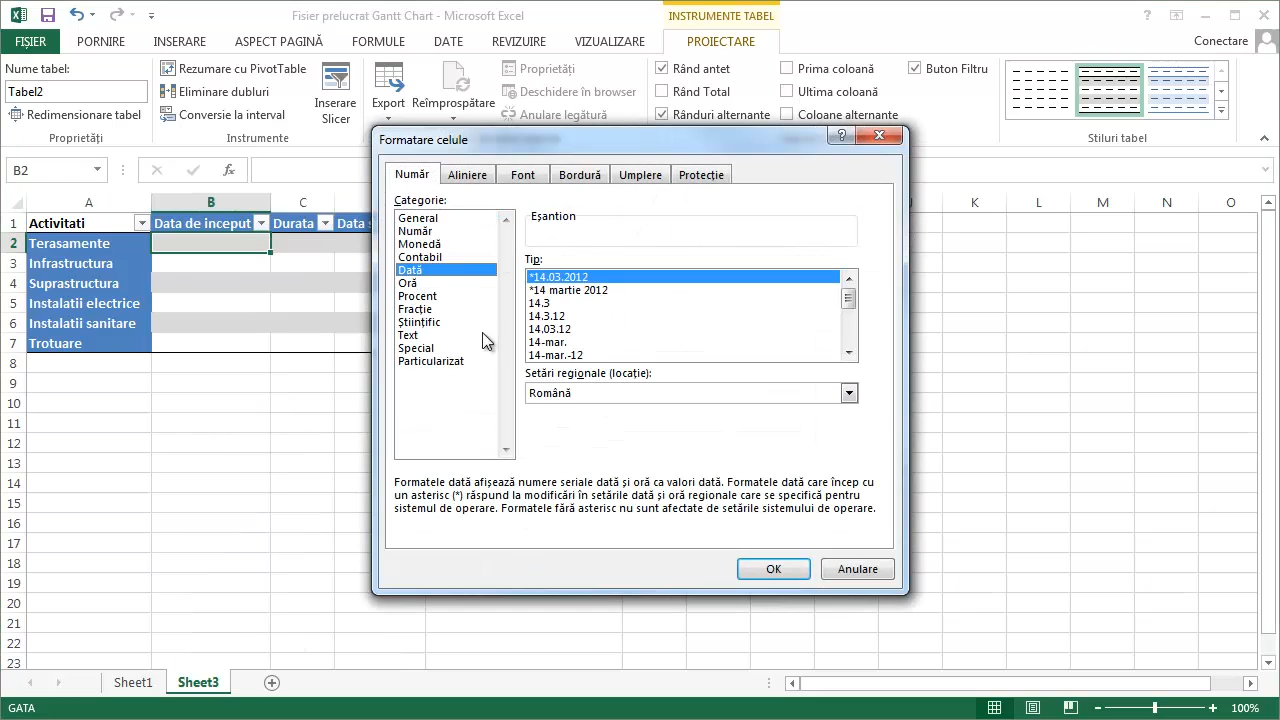 Fisier prelucrat Gantt Chart - Microsoft Excel
INSTRUMENTE TABEL
?
FIȘIER
PORNIRE
INSERARE
ASPECT PAGINĂ
FORMULE
DATE
REVIZUIRE
VIZUALIZARE
PROIECTARE
Conectare
Nume tabel:
Tabel2
Redimensionare tabel
Proprietăți
Rezumare cu PivotTable
Eliminare dubluri
Conversie la interval
Instrumente
Inserare
Slicer
Export
Reîmprospătare
Proprietăți
Deschidere în browser
Anulare legătură
Rând antet
Rând Total
Rânduri alternante
Prima coloană
Ultima coloană
Coloane alternante
Buton Filtru
Stiluri tabel
B2
fx
A B C K L M N O
1 Activitati Data de inceput Durata Data s
2 Terasamente
3 Infrastructura
4 Suprastructura
5 Instalatii electrice
6 Instalatii sanitare
7 Trotuare
8
9
10
11
12
13
14
15
16
17
18
19
20
21
22
23
Formatare celule
?
Număr Aliniere Font Bordură Umplere Protecție
Categorie:
General
Număr
Monedă
Contabil
Dată
Oră
Procent
Fracție
Științific
Text
Special
Particularizat
Eșantion
Tip:
*14.03.2012
*14 martie 2012
14.3
14.3.12
14.03.12
14-mar.
14-mar.-12
Setări regionale (locație):
Română
Formatele dată afișează numere seriale dată și oră ca valori dată. Formatele dată care încep cu
un asterisc (*) răspund la modificări în setările dată și oră regionale care se specifică pentru
sistemul de operare. Formatele fără asterisc nu sunt afectate de setările sistemului de operare.
OK
Anulare
Sheet1
Sheet3
GATA
100%